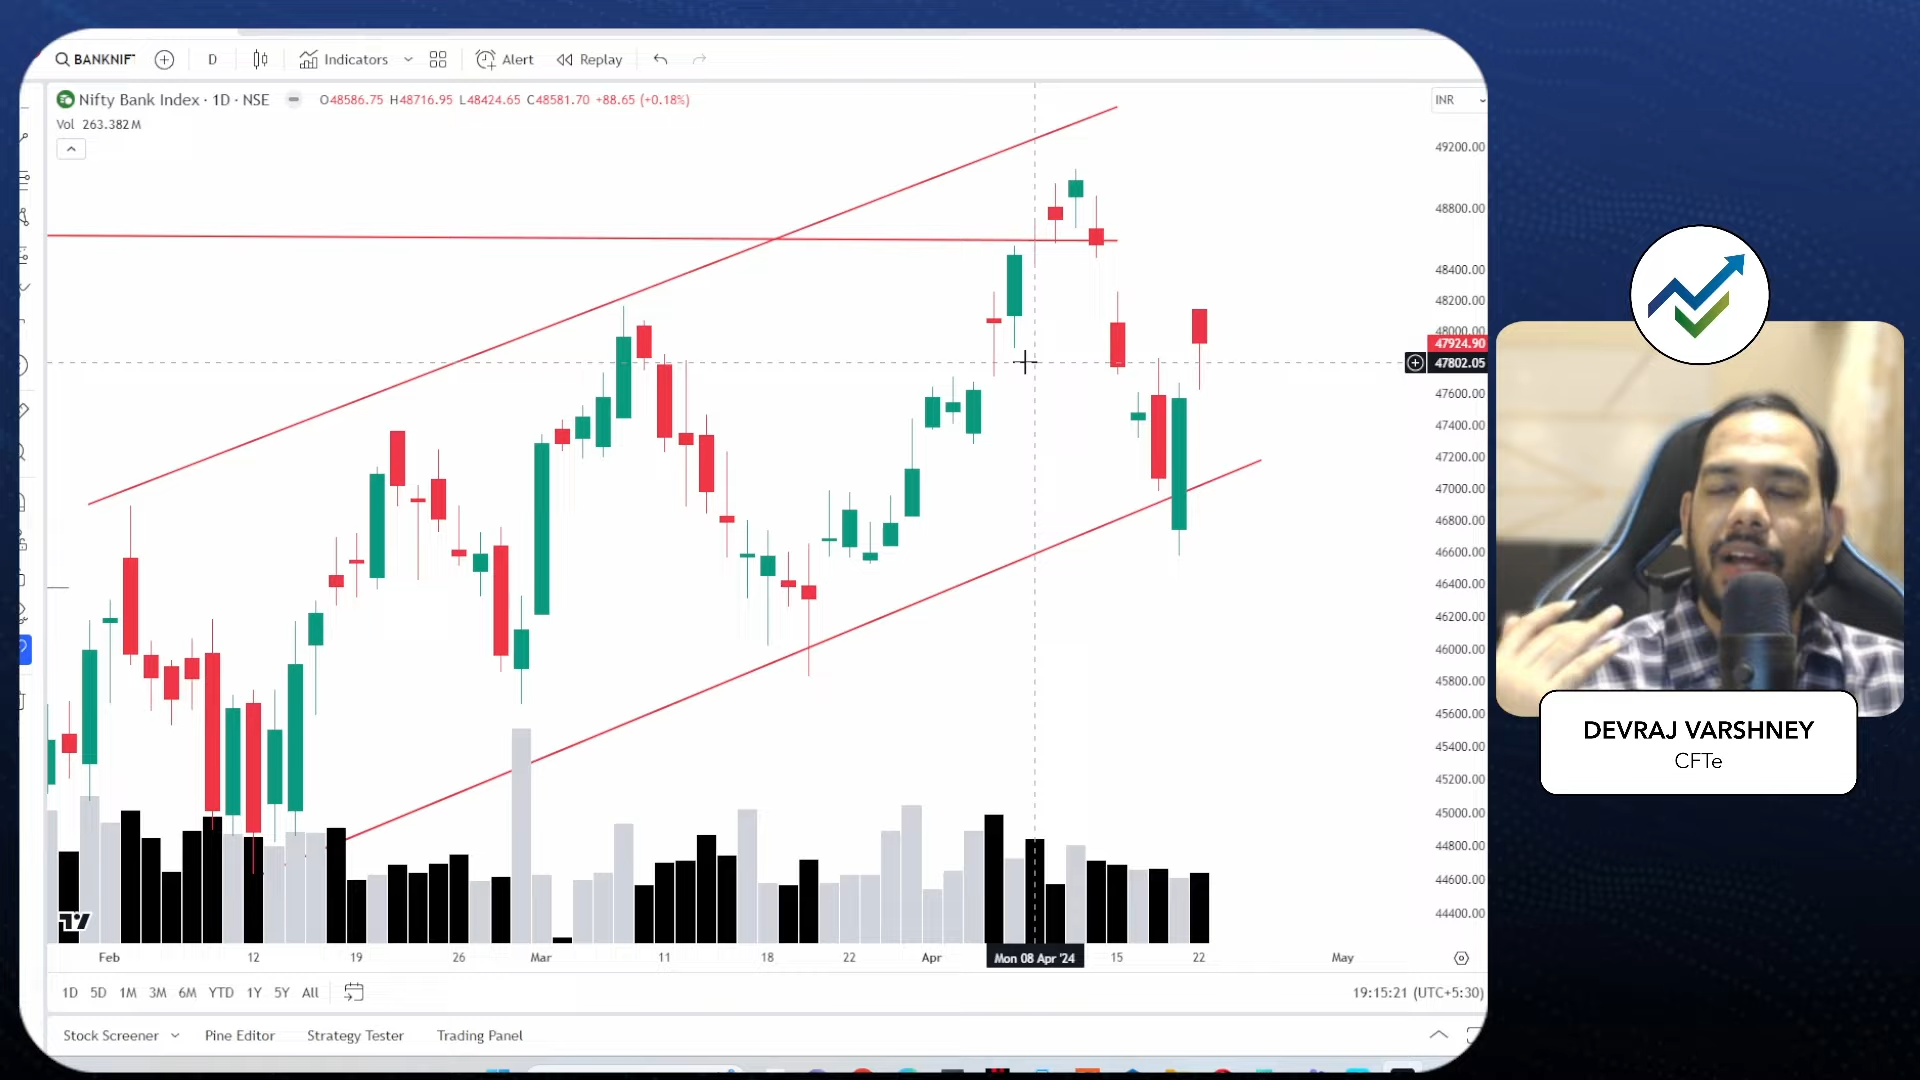 BANKNIF
D
Indicators
Alert
Replay
Nifty Bank Index · 1D · NSE
O48586.75 H48716.95 L48424.65 C48581.70 +88.65 (+0.18%)
Vol 263.382M
INR
49200.00
48800.00
48400.00
48200.00
48000.00
47924.90
47802.05
47600.00
47400.00
47200.00
47000.00
46800.00
46600.00
46400.00
46200.00
46000.00
45800.00
45600.00
45400.00
45200.00
45000.00
44800.00
44600.00
44400.00
Feb 12 19 26 Mar 11 18 22 Apr Mon 08 Apr '24 15 22 May
1D 5D 1M 3M 6M YTD 1Y 5Y All
19:15:21 (UTC+5:30)
Stock Screener Pine Editor Strategy Tester Trading Panel
DEVRAJ VARSHNEY
CFTe